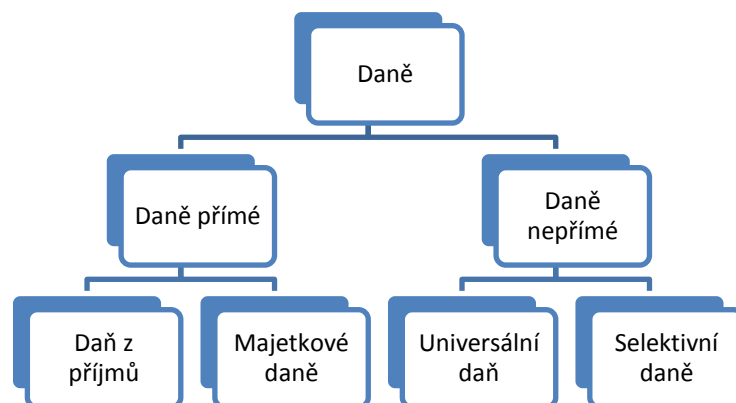 Daně
Daně přímé
Daně
nepřímé
Daň z
příjmů
Majetkové
daně
Universální
daň
Selektivní
daně